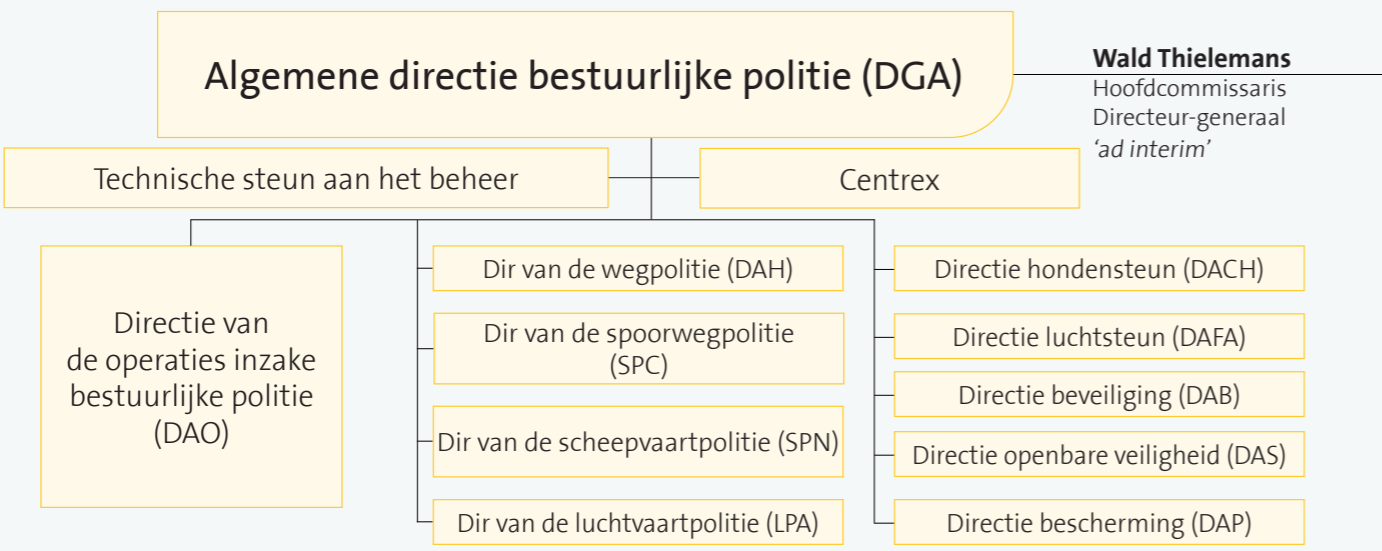 Algemene directie bestuurlijke politie (DGA)
Wald Thielemans
Hoofdcommissaris
Directeur-generaal
‘ad interim’
Technische steun aan het beheer
Centrex
Directie van
de operaties inzake
bestuurlijke politie
(DAO)
Dir van de wegpolitie (DAH)
Dir van de spoorwegpolitie
(SPC)
Dir van de scheepvaartpolitie (SPN)
Dir van de luchtvaartpolitie (LPA)
Directie hondensteun (DACH)
Directie luchtsteun (DAFA)
Directie beveiliging (DAB)
Directie openbare veiligheid (DAS)
Directie bescherming (DAP)